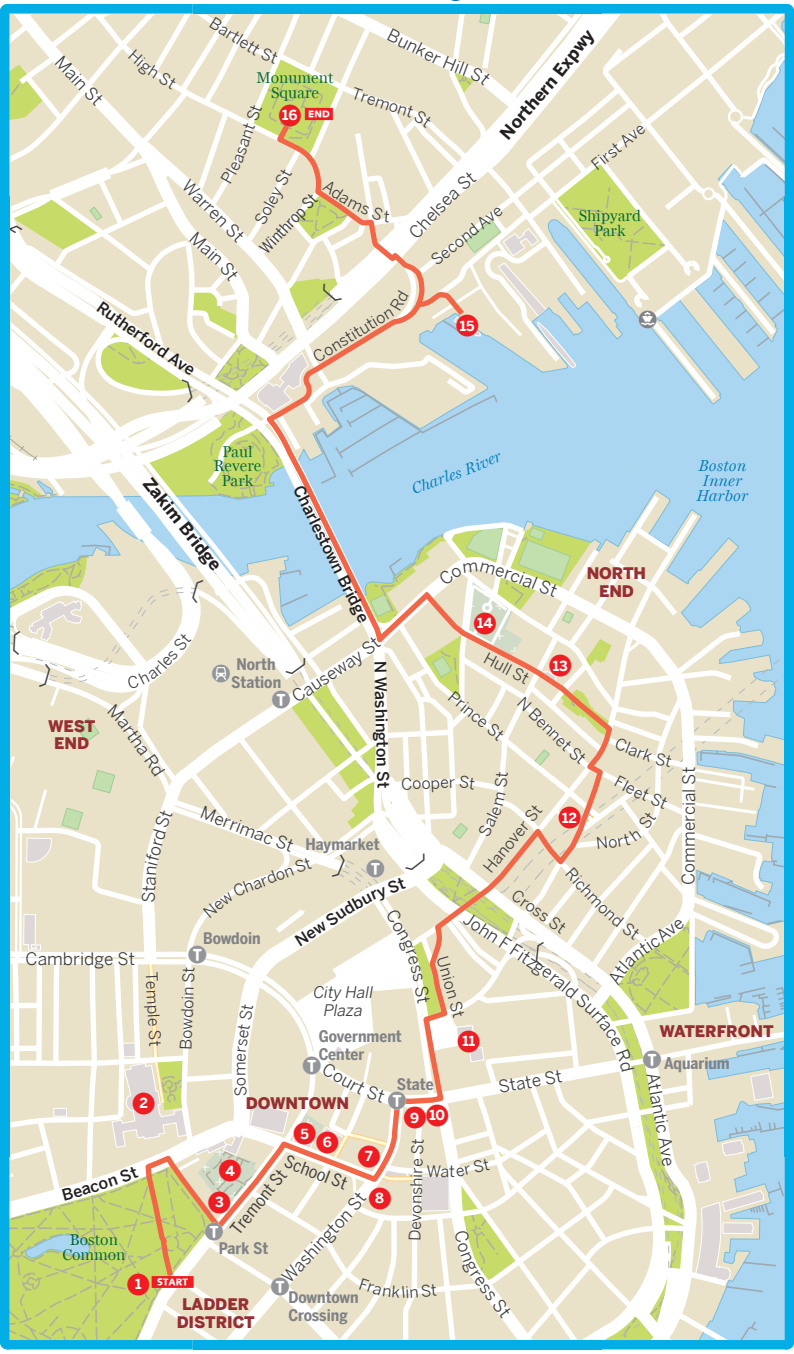 Bartlett St
Bunker Hill St
Main St
High St
Monument
Square
Northern Expwy
16 END
Tremont St
Pleasant St
First Ave
Soley St
Adams St
Warren St
Winthrop St
Chelsea St
Shipyard
Park
Main St
Second Ave
Rutherford Ave
Constitution Rd
15
Paul
Revere
Park
Charles River
Boston
Inner
Harbor
Zakim Bridge
Charlestown Bridge
Commercial St
NORTH
END
14
Charles St
North
Station
T
Causeway St
Hull St
13
N Washington St
Prince St
N Bennet St
WEST
END
Martha Rd
Clark St
Cooper St
Fleet St
Salem St
Commercial St
Merrimac St
12
Staniford St
Haymarket
T
Hanover St
North St
New Chardon St
Richmond St
New Sudbury St
Cross St
Bowdoin
T
Congress St
John F Fitzgerald Surface Rd
Atlantic Ave
Cambridge St
Union St
Temple St
Bowdoin St
City Hall
Plaza
Somerset St
Government
Center
T
11
WATERFRONT
Court St
State
T
State St
T
Aquarium
2
DOWNTOWN
9
10
Atlantic Ave
5
6
7
4
School St
Devonshire St
Water St
Beacon St
3
Tremont St
8
T
Park St
Washington St
Boston
Common
Congress St
1 START
T
Downtown
Crossing
Franklin St
LADDER
DISTRICT